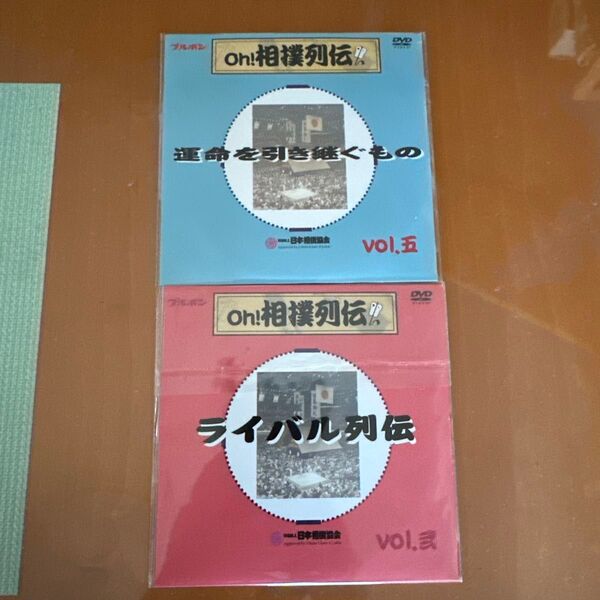 ブルボン
Oh!相撲列伝
DVD
運命を引き継ぐもの
日本相撲協会
vol.五
ブルボン
Oh!相撲列伝
DVD
ライバル列伝
日本相撲協会
vol.弐